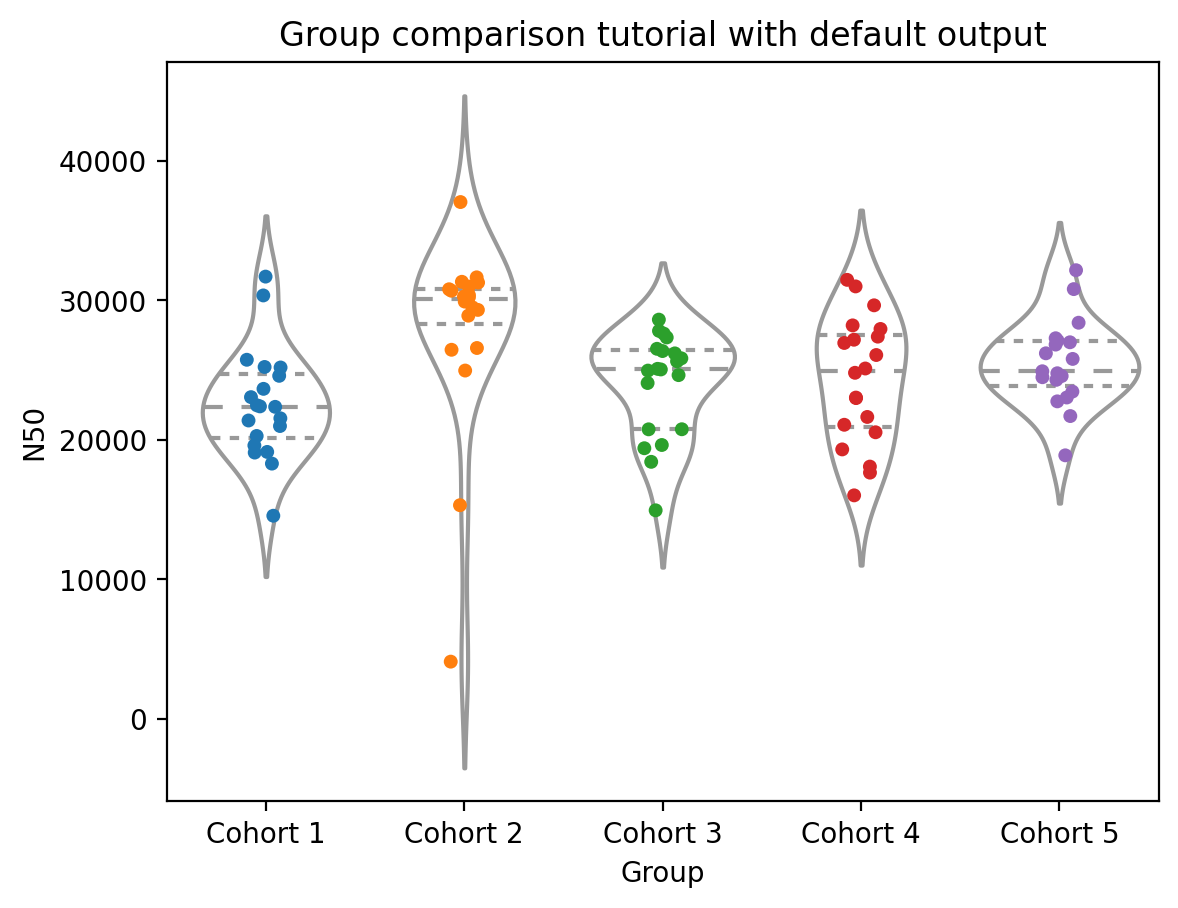 Group comparison tutorial with default output
N50
40000
30000
20000
10000
0
Cohort 1 Cohort 2 Cohort 3 Cohort 4 Cohort 5
Group